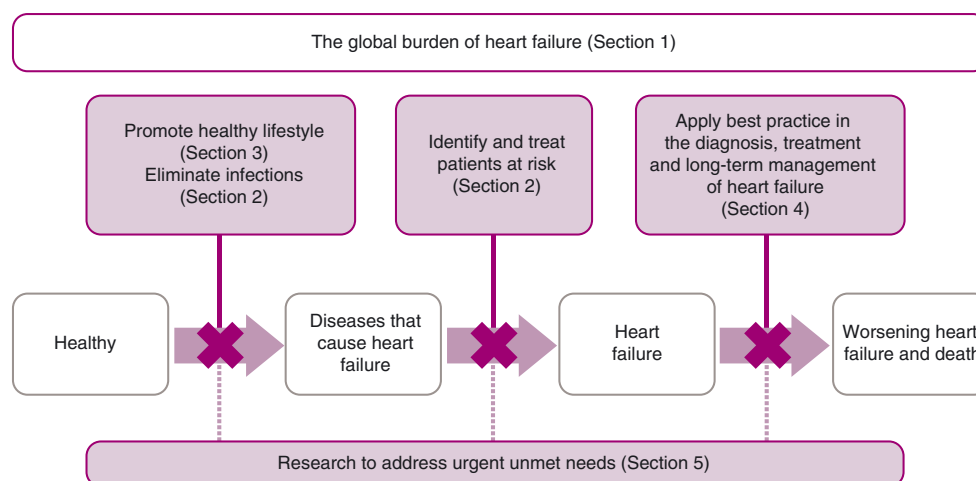 The global burden of heart failure (Section 1)
Promote healthy lifestyle
(Section 3)
Eliminate infections
(Section 2)
Identify and treat
patients at risk
(Section 2)
Apply best practice in
the diagnosis, treatment
and long-term management
of heart failure
(Section 4)
Healthy
Diseases that
cause heart
failure
Heart
failure
Worsening heart
failure and death
Research to address urgent unmet needs (Section 5)